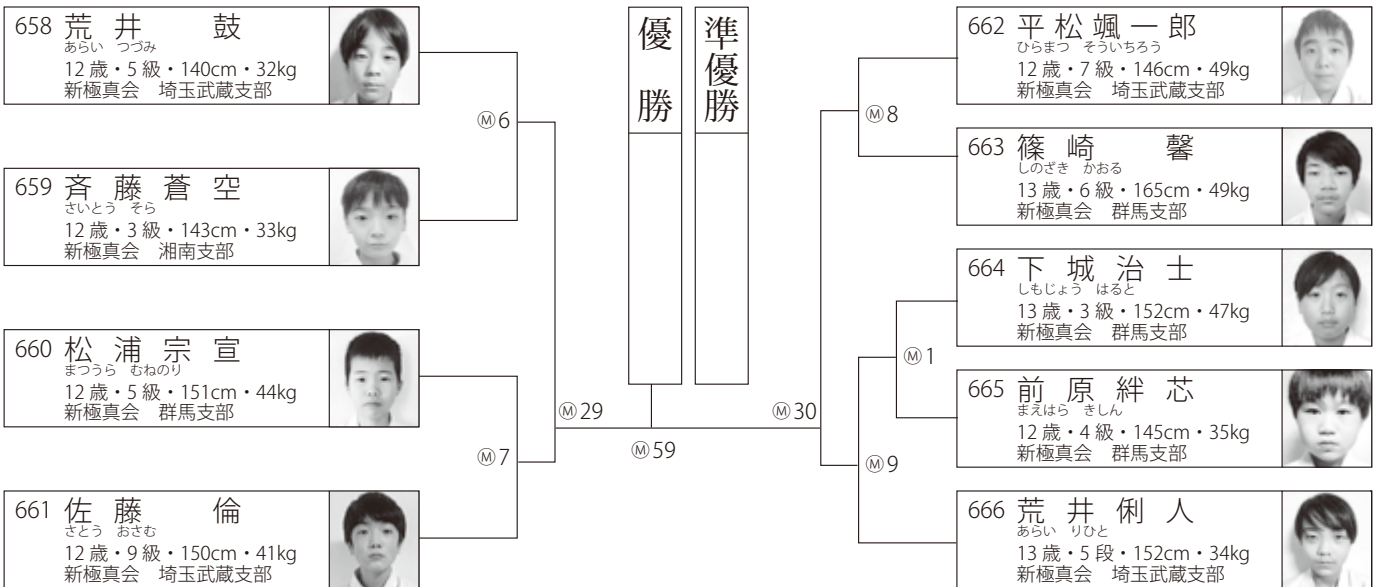 658 荒井 鼓
あらい つづみ
12歳・5級・140cm・32kg
新極真会 埼玉武蔵支部
659 斉藤蒼空
さいとう そら
12歳・3級・143cm・33kg
新極真会 湘南支部
660 松浦宗宣
まつうら むねのり
12歳・5級・151cm・44kg
新極真会 群馬支部
661 佐藤 倫
さとう おさむ
12歳・9級・150cm・41kg
新極真会 埼玉武蔵支部
Ⓜ6
Ⓜ7
Ⓜ29
優勝
準優勝
Ⓜ59
Ⓜ30
Ⓜ8
Ⓜ1
Ⓜ9
662 平松颯一郎
ひらまつ そういちろう
12歳・7級・146cm・49kg
新極真会 埼玉武蔵支部
663 篠崎 馨
しのざき かおる
13歳・6級・165cm・49kg
新極真会 群馬支部
664 下城治士
しもじょう はると
13歳・3級・152cm・47kg
新極真会 群馬支部
665 前原絆芯
まえはら きしん
12歳・4級・145cm・35kg
新極真会 群馬支部
666 荒井俐人
あらい りひと
13歳・5段・152cm・34kg
新極真会 埼玉武蔵支部